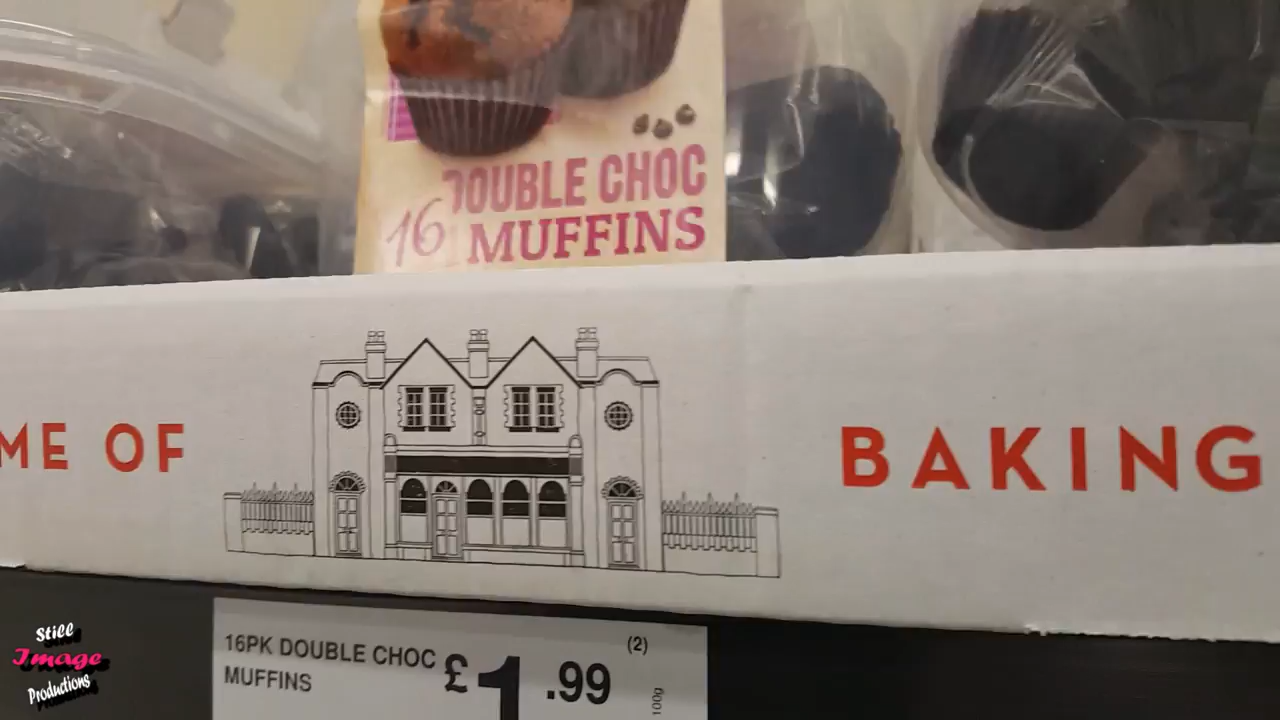 DOUBLE CHOC
16 MUFFINS
ME OF
BAKING
16PK DOUBLE CHOC
MUFFINS
£1.99
(2)
100g
Still
Image
Productions